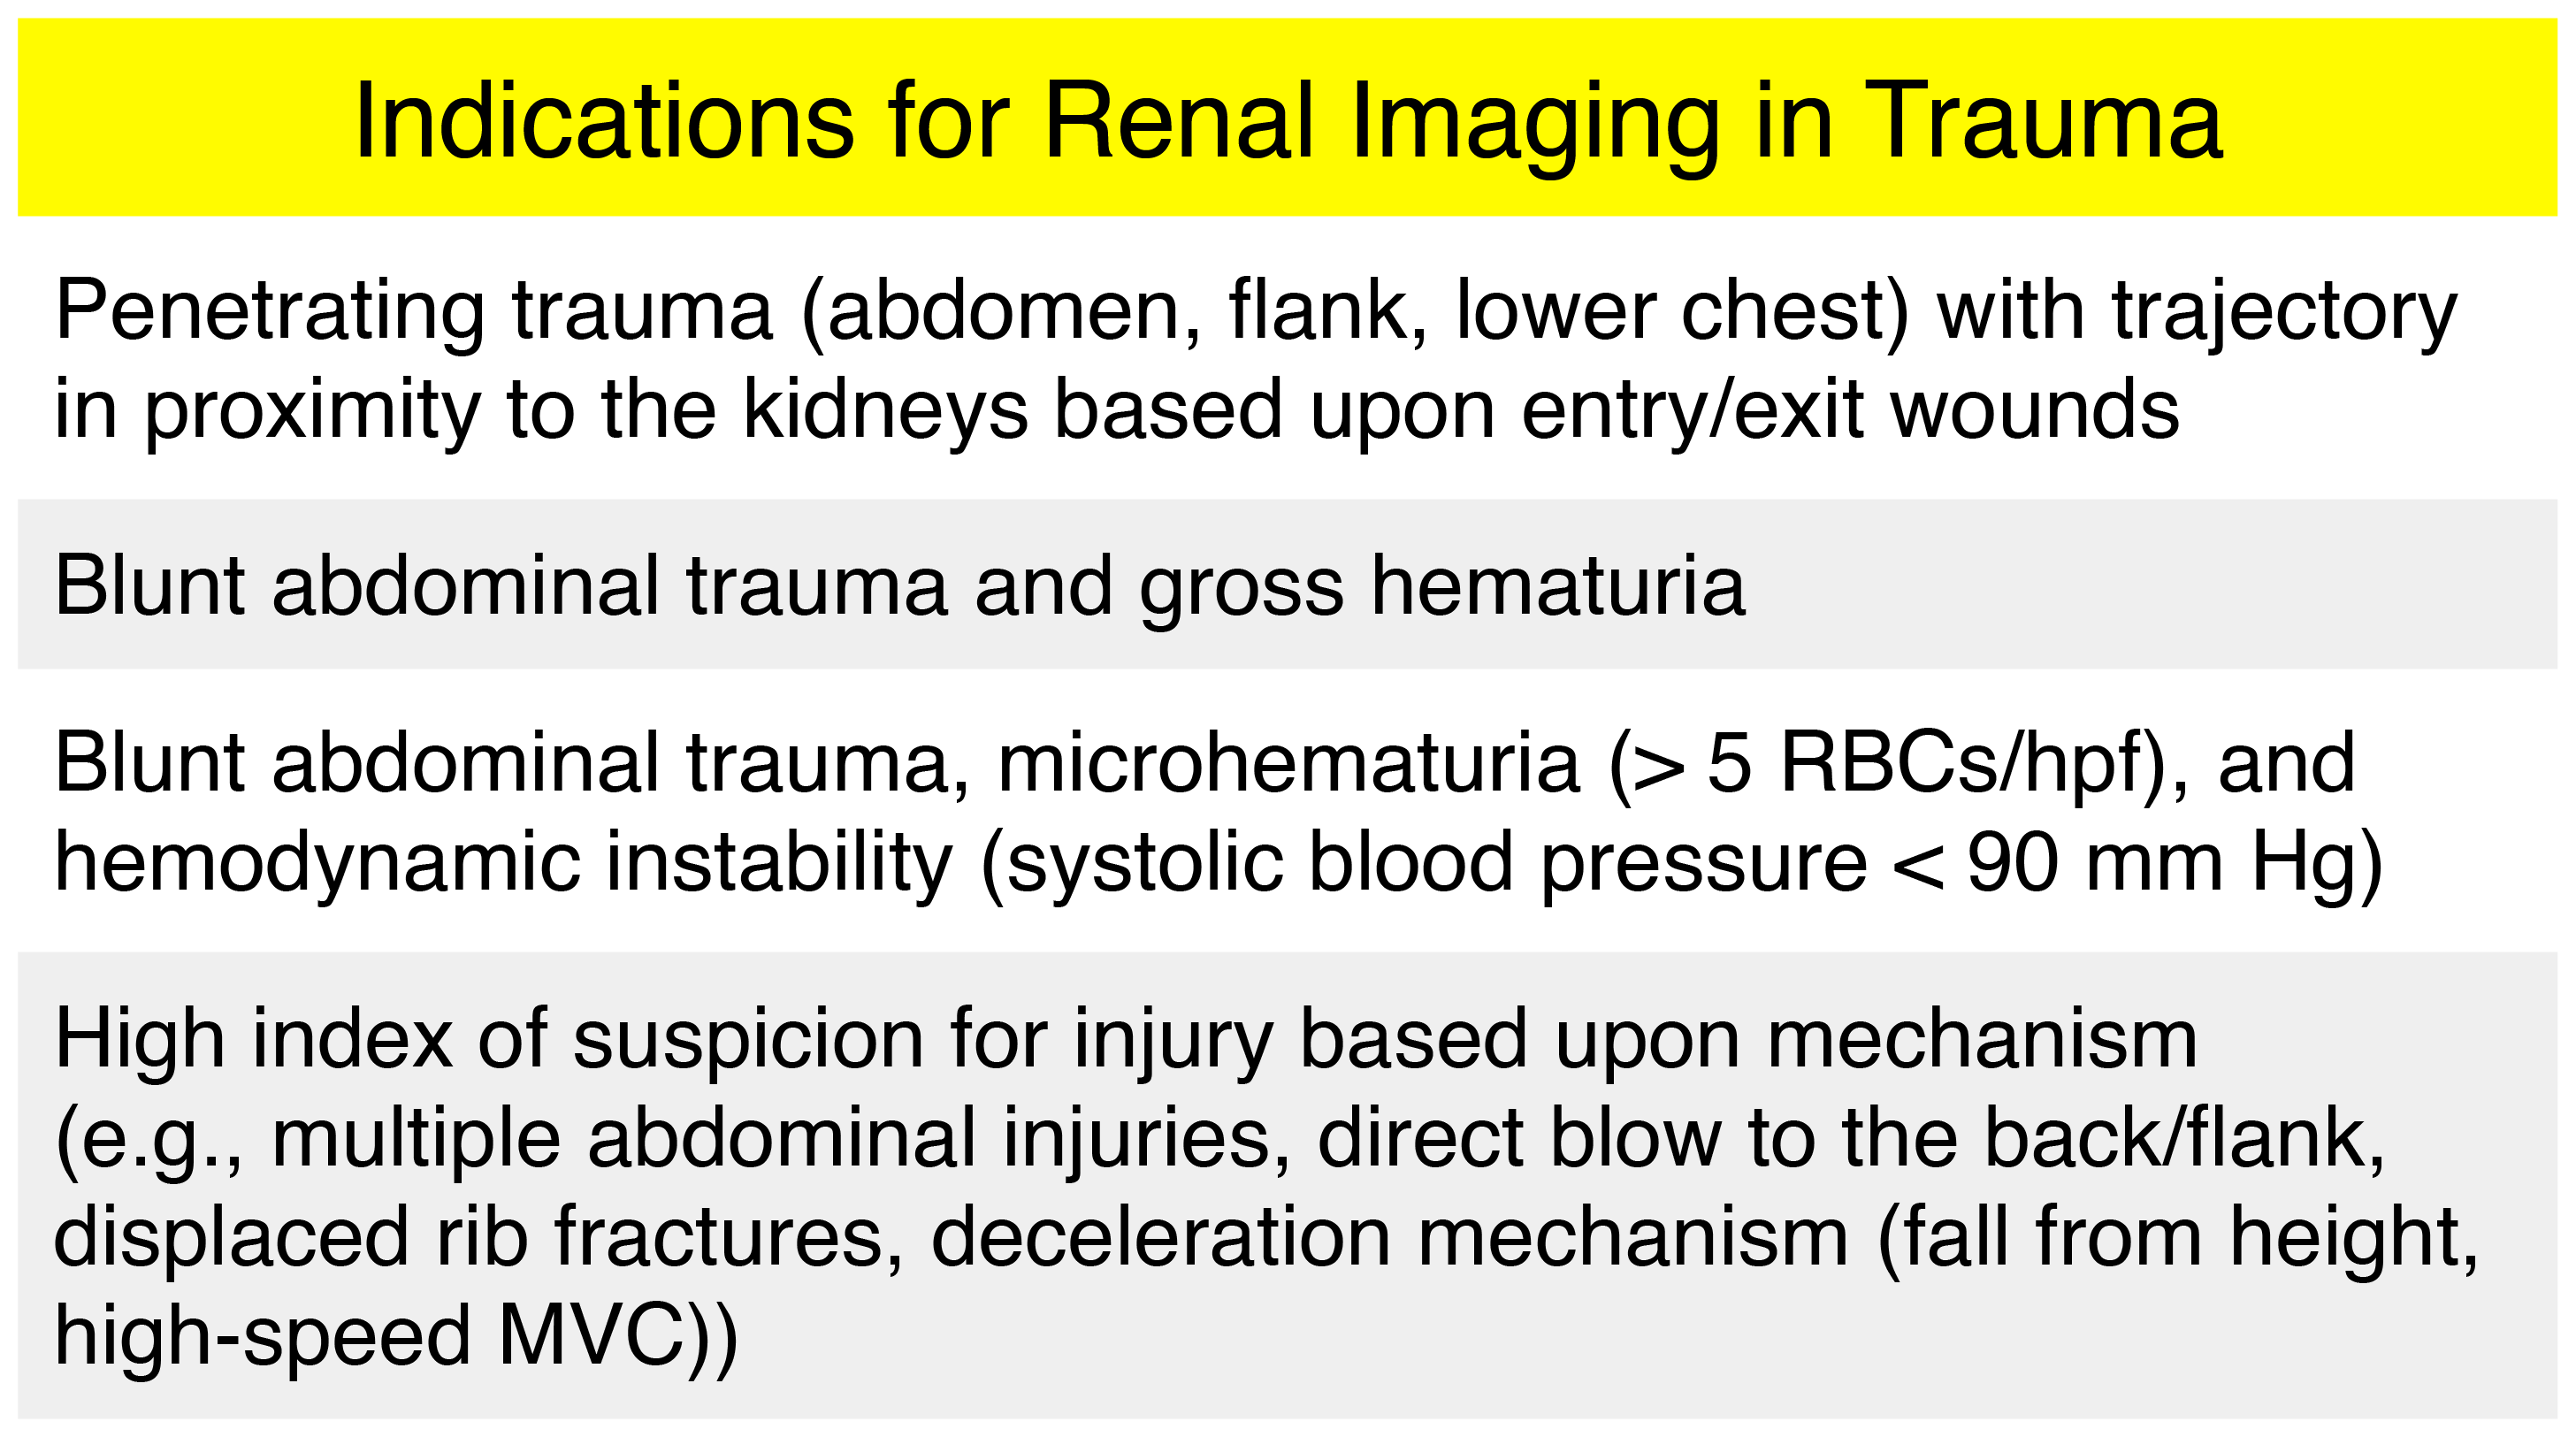 Indications for Renal Imaging in Trauma
Penetrating trauma (abdomen, flank, lower chest) with trajectory
in proximity to the kidneys based upon entry/exit wounds
Blunt abdominal trauma and gross hematuria
Blunt abdominal trauma, microhematuria (> 5 RBCs/hpf), and
hemodynamic instability (systolic blood pressure < 90 mm Hg)
High index of suspicion for injury based upon mechanism
(e.g., multiple abdominal injuries, direct blow to the back/flank,
displaced rib fractures, deceleration mechanism (fall from height,
high-speed MVC))